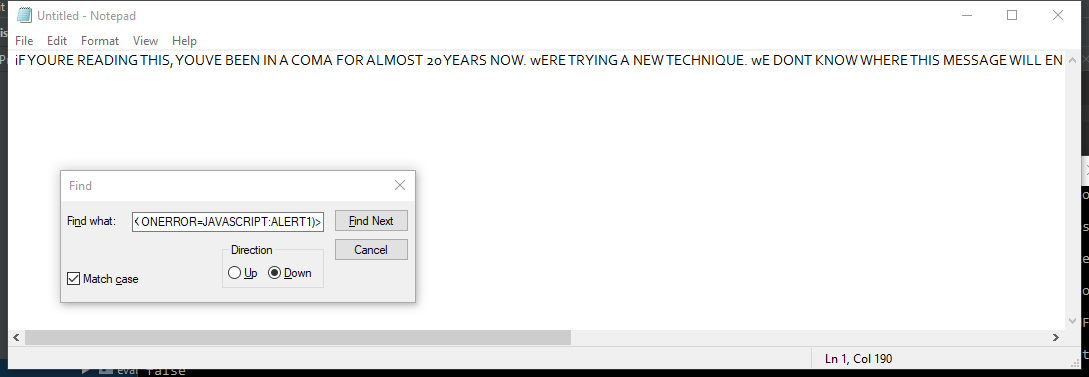 Untitled - Notepad
File Edit Format View Help
iF YOURE READING THIS, YOUVE BEEN IN A COMA FOR ALMOST 20 YEARS NOW. wERE TRYING A NEW TECHNIQUE. wE DONT KNOW WHERE THIS MESSAGE WILL EN
Find
Find what: < ONERROR=JAVASCRIPT:ALERT1)> Find Next
Direction Cancel
Match case Up Down
Ln 1, Col 190
eval false